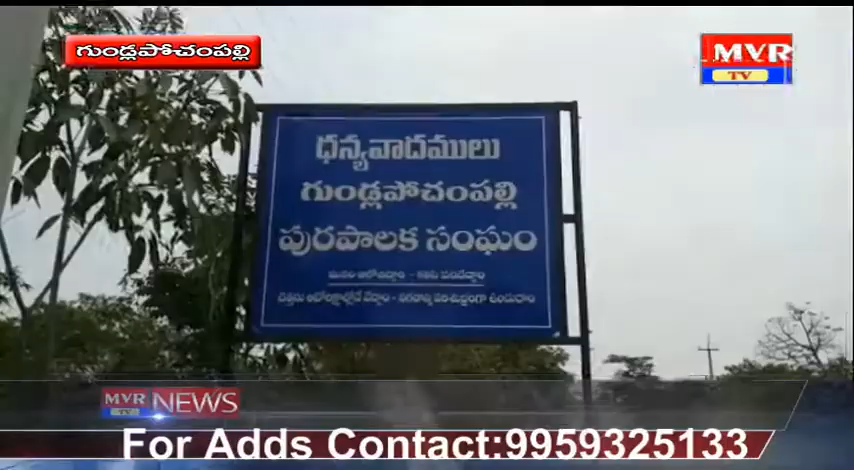 గుండ్లపోచంపల్లి
MVR
TV
ధన్యవాదములు
గుండ్లపోచంపల్లి
పురపాలక సంఘం
MVR
TV
NEWS
For Adds Contact:9959325133